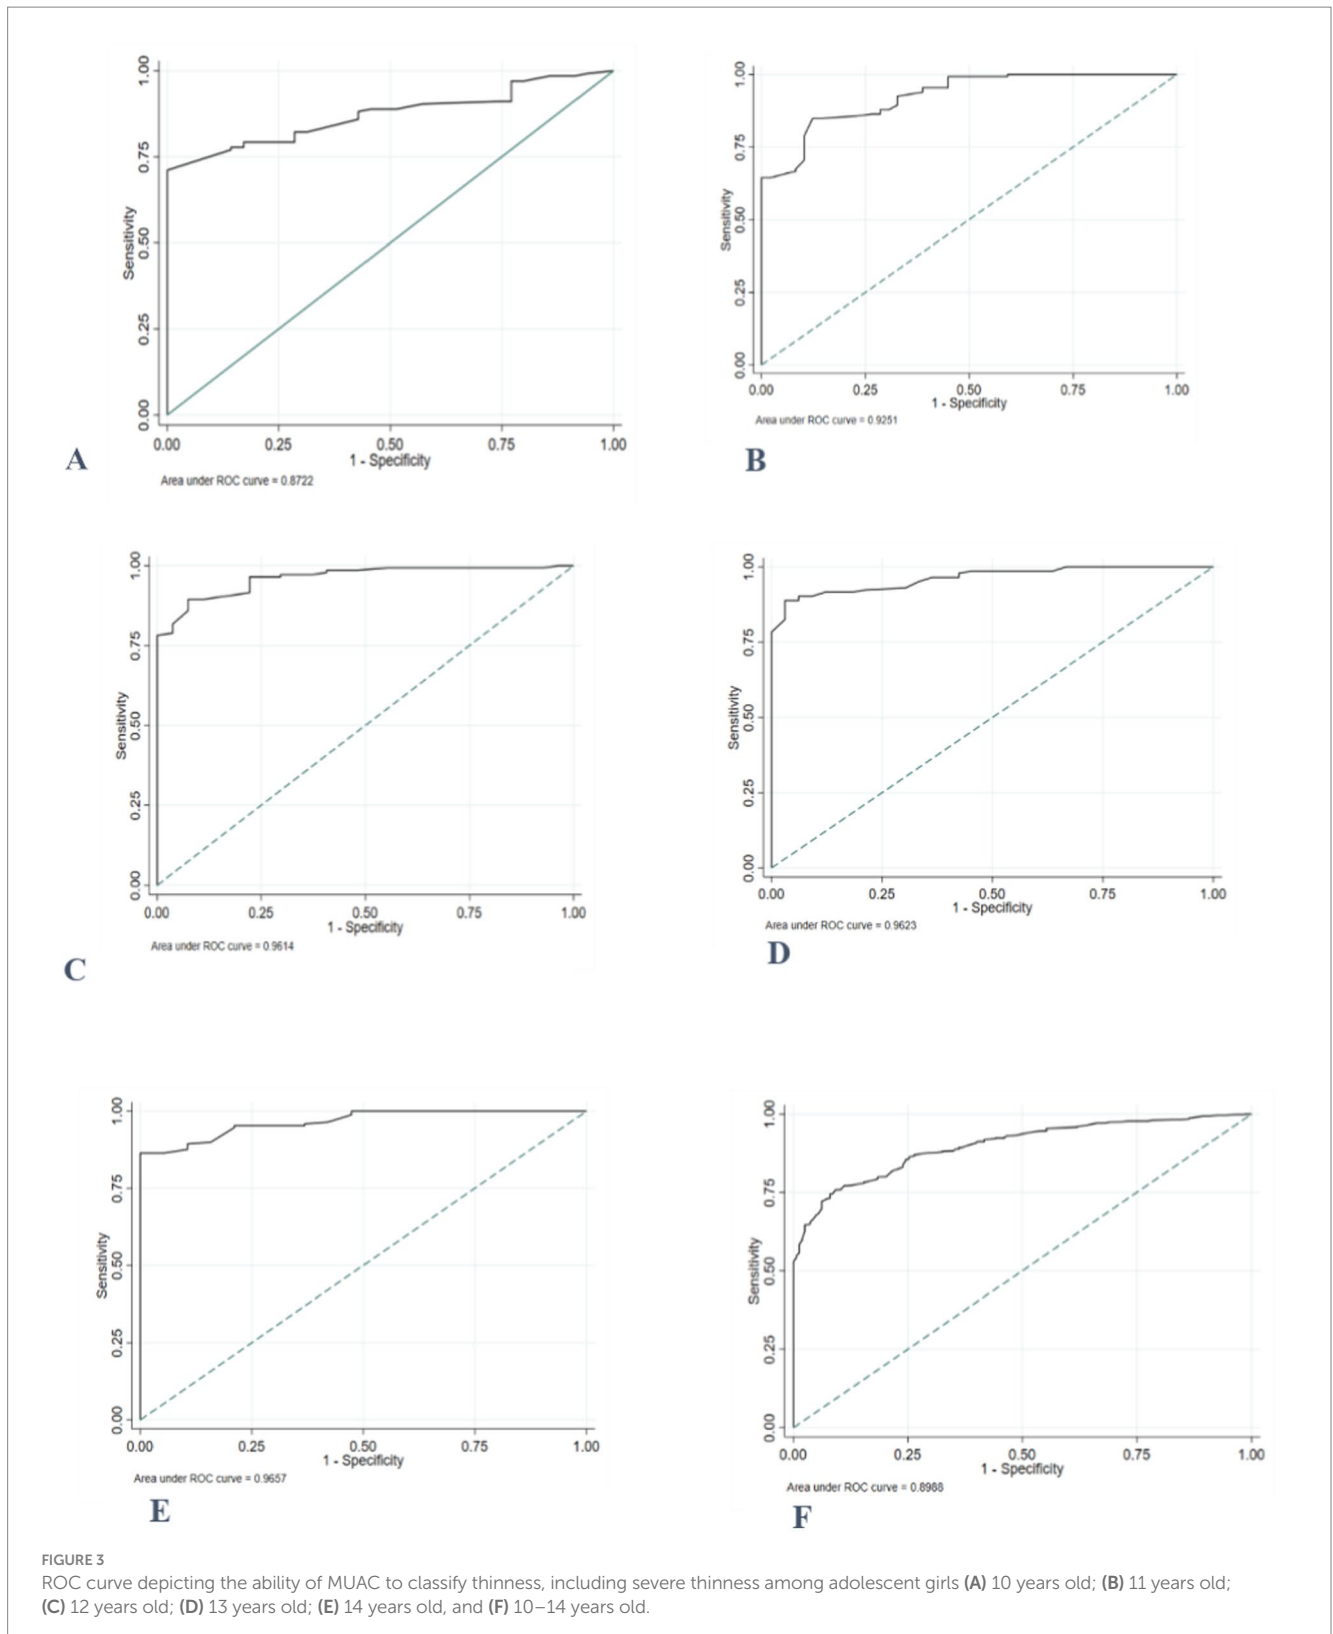 1.00
0.75
Sensitivity
0.50
0.25
0.00
0.00 0.25 0.50 0.75 1.00
1 - Specificity
Area under ROC curve = 0.8722
A
1.00
0.75
Sensitivity
0.50
0.25
0.00
0.00 0.25 0.50 0.75 1.00
1 - Specificity
Area under ROC curve = 0.9251
B
1.00
0.75
Sensitivity
0.50
0.25
0.00
0.00 0.25 0.50 0.75 1.00
1 - Specificity
Area under ROC curve = 0.9614
C
1.00
0.75
Sensitivity
0.50
0.25
0.00
0.00 0.25 0.50 0.75 1.00
1 - Specificity
Area under ROC curve = 0.9623
D
1.00
0.75
Sensitivity
0.50
0.25
0.00
0.00 0.25 0.50 0.75 1.00
1 - Specificity
Area under ROC curve = 0.9657
E
1.00
0.75
Sensitivity
0.50
0.25
0.00
0.00 0.25 0.50 0.75 1.00
1 - Specificity
Area under ROC curve = 0.8988
F
FIGURE 3
ROC curve depicting the ability of MUAC to classify thinness, including severe thinness among adolescent girls (A) 10 years old; (B) 11 years old;
(C) 12 years old; (D) 13 years old; (E) 14 years old, and (F) 10–14 years old.